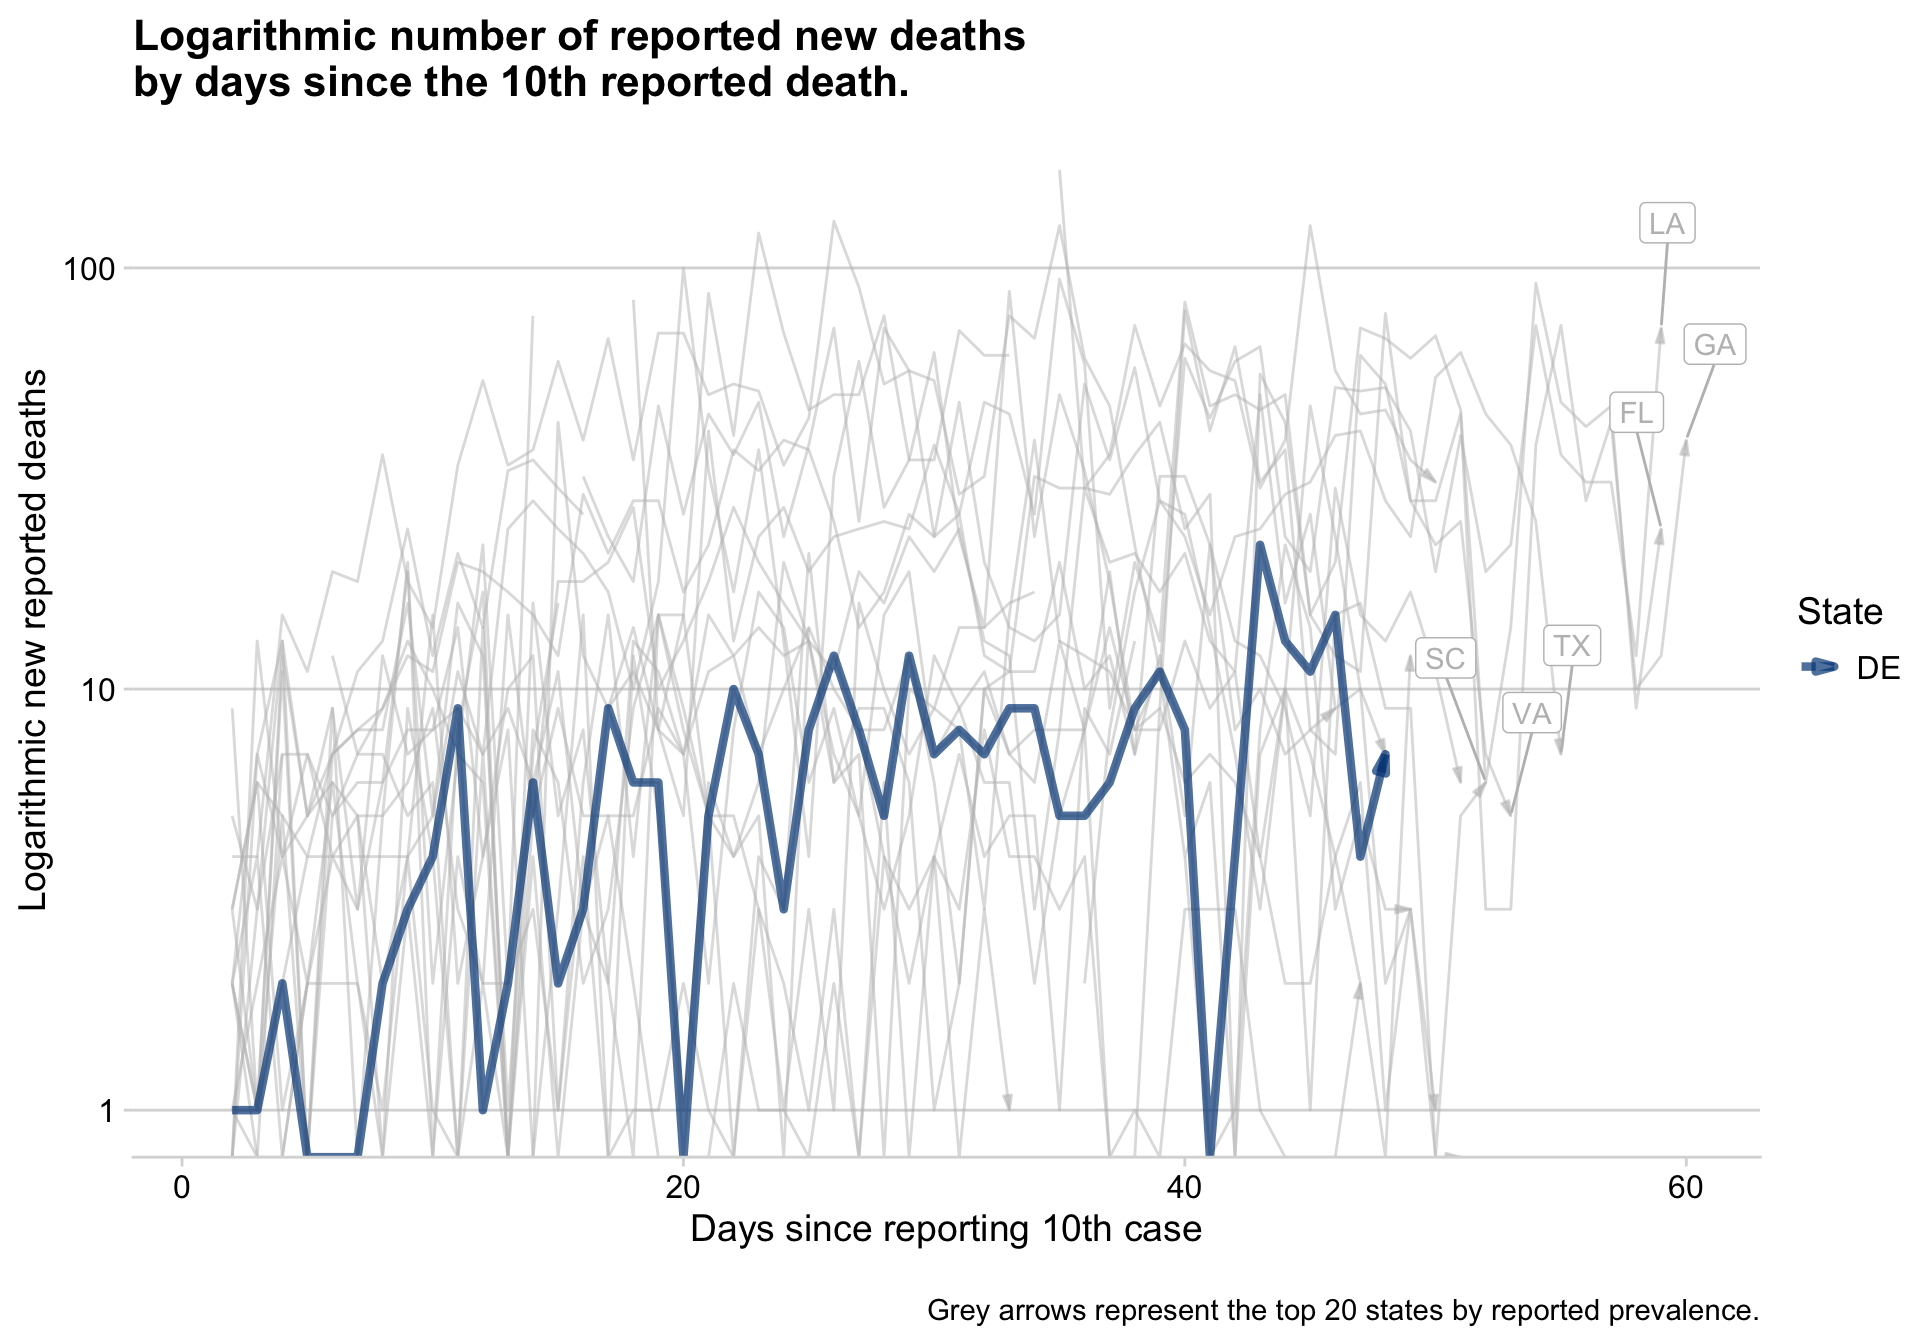 Logarithmic number of reported new deaths
by days since the 10th reported death.
Logarithmic new reported deaths
100
10
1
LA
GA
FL
SC
TX
VA
State
DE
0
20
40
60
Days since reporting 10th case
Grey arrows represent the top 20 states by reported prevalence.